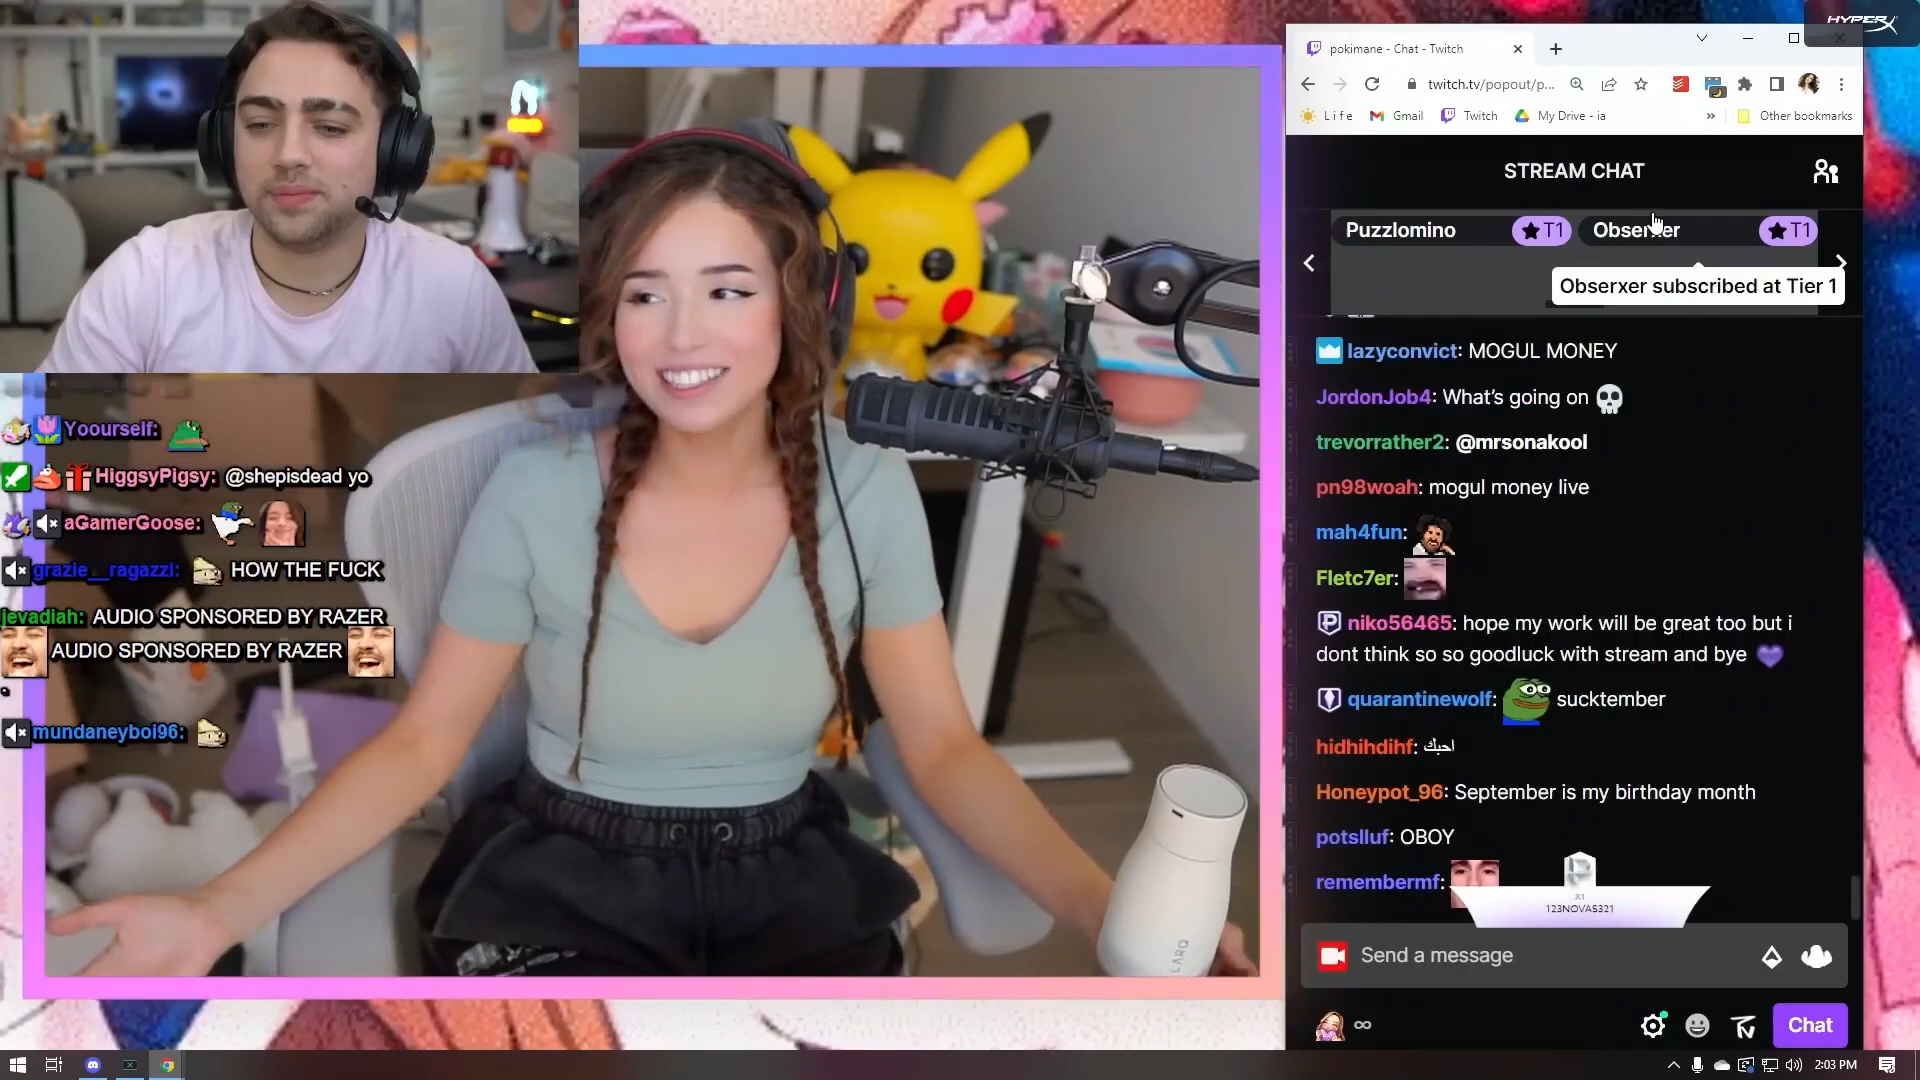 HYPERX
pokimane - Chat - Twitch
twitch.tv/popout/p...
Life
Gmail
Twitch
My Drive - ia
»
Other bookmarks
STREAM CHAT
Puzzlomino
T1
Obserxer
T1
Obserxer subscribed at Tier 1
lazyconvict: MOGUL MONEY
JordonJob4: What's going on
trevorrather2: @mrsonakool
pn98woah: mogul money live
mah4fun:
Fletc7er:
niko56465: hope my work will be great too but i
dont think so so goodluck with stream and bye
quarantinewolf: sucktember
hidhihdihf: احبك
Honeypot_96: September is my birthday month
potslluf: OBOY
remembermf:
X1
123NOVAS321
Send a message
∞
Chat
Yoourself:
HiggsyPigsy: @shepisdead yo
aGamerGoose:
grazie__ragazzi: HOW THE FUCK
jevadiah: AUDIO SPONSORED BY RAZER
AUDIO SPONSORED BY RAZER
mundaneyboi96:
LARQ
2:03 PM